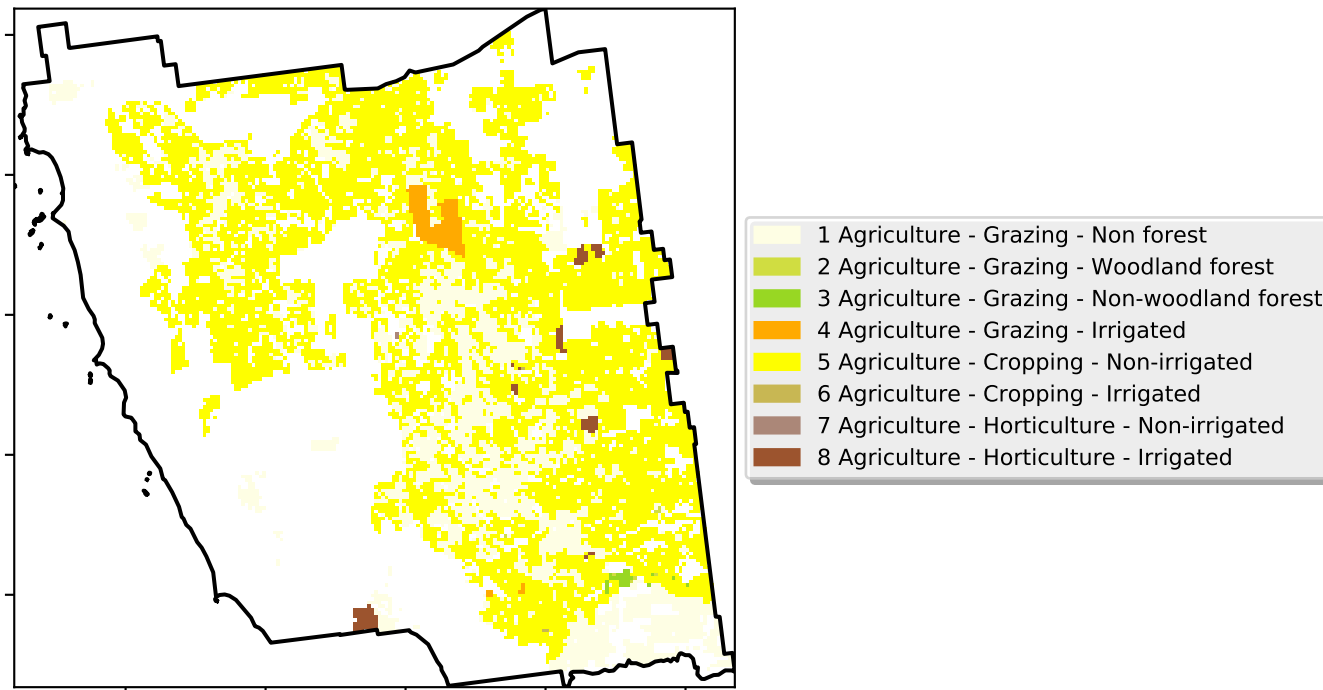 1 Agriculture - Grazing - Non forest
2 Agriculture - Grazing - Woodland forest
3 Agriculture - Grazing - Non-woodland forest
4 Agriculture - Grazing - Irrigated
5 Agriculture - Cropping - Non-irrigated
6 Agriculture - Cropping - Irrigated
7 Agriculture - Horticulture - Non-irrigated
8 Agriculture - Horticulture - Irrigated